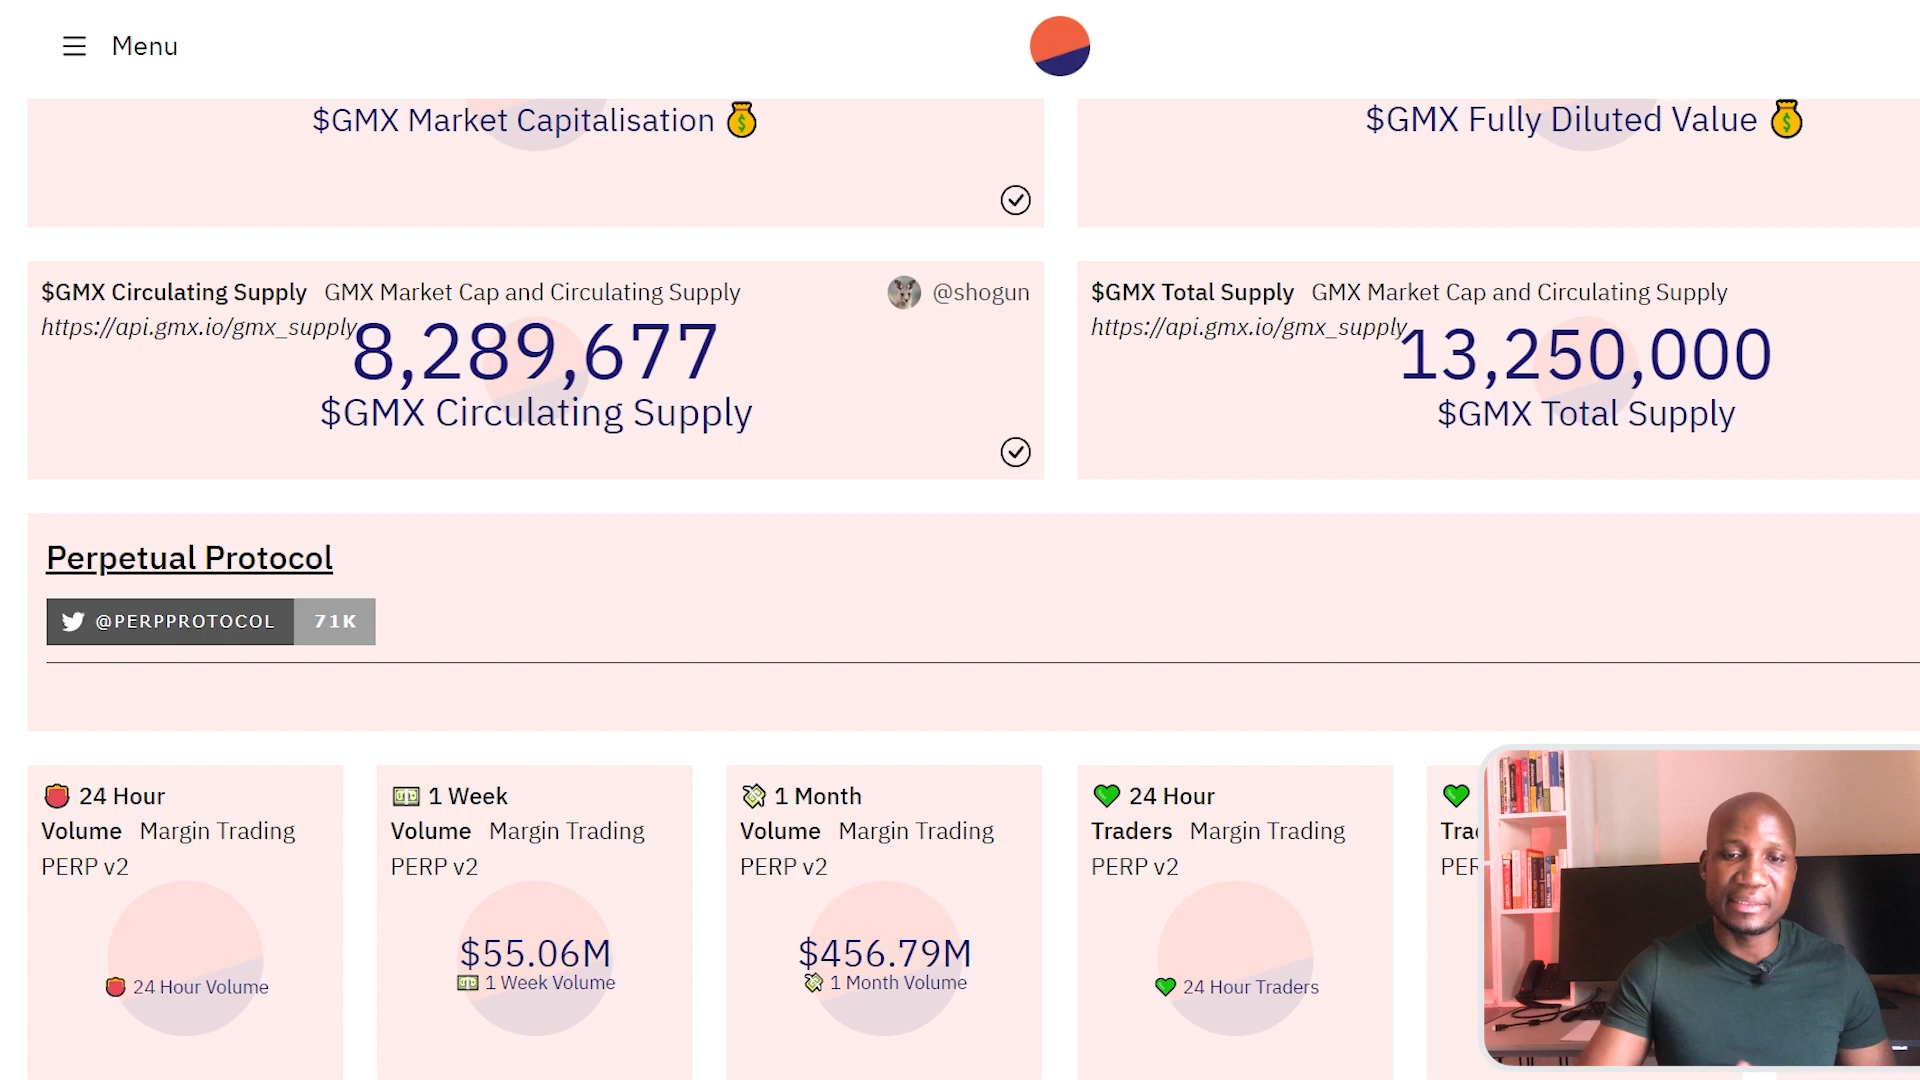 Menu
$GMX Market Capitalisation
$GMX Fully Diluted Value
$GMX Circulating Supply GMX Market Cap and Circulating Supply
@shogun
https://api.gmx.io/gmx_supply
8,289,677
$GMX Circulating Supply
$GMX Total Supply GMX Market Cap and Circulating Supply
https://api.gmx.io/gmx_supply
13,250,000
$GMX Total Supply
Perpetual Protocol
@PERPPROTOCOL 71K
24 Hour
Volume Margin Trading
PERP v2
24 Hour Volume
1 Week
Volume Margin Trading
PERP v2
$55.06M
1 Week Volume
1 Month
Volume Margin Trading
PERP v2
$456.79M
1 Month Volume
24 Hour
Traders Margin Trading
PERP v2
24 Hour Traders